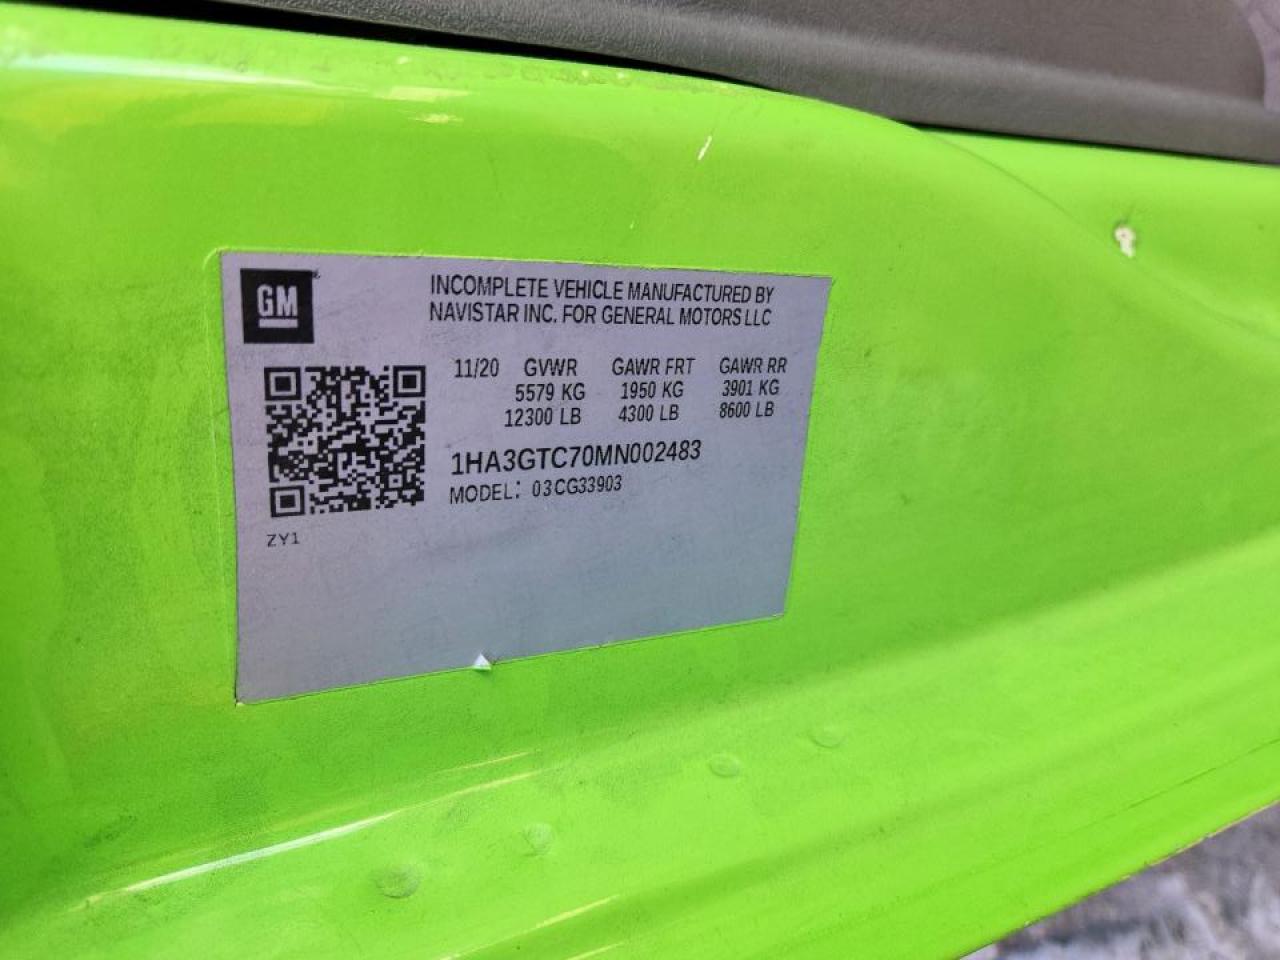 GM
INCOMPLETE VEHICLE MANUFACTURED BY
NAVISTAR INC. FOR GENERAL MOTORS LLC
11/20 GVWR GAWR FRT GAWR RR
5579 KG 1950 KG 3901 KG
12300 LB 4300 LB 8600 LB
1HA3GTC70MN002483
MODEL: 03CG33903
ZY1